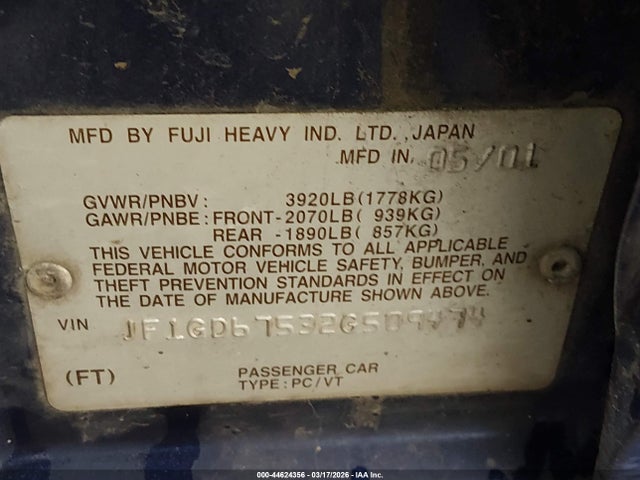 MFD BY FUJI HEAVY IND. LTD. JAPAN
MFD IN, 05/01
GVWR/PNBV: 3920LB(1778KG)
GAWR/PNBE: FRONT-2070LB( 939KG)
REAR -1890LB( 857KG)
THIS VEHICLE CONFORMS TO ALL APPLICABLE
FEDERAL MOTOR VEHICLE SAFETY, BUMPER, AND
THEFT PREVENTION STANDARDS IN EFFECT ON
THE DATE OF MANUFACTURE SHOWN ABOVE.
VIN JF1GD67582G509474
(FT) PASSENGER CAR
TYPE: PC/VT
000-44624356 - 03/17/2026 - IAA Inc.